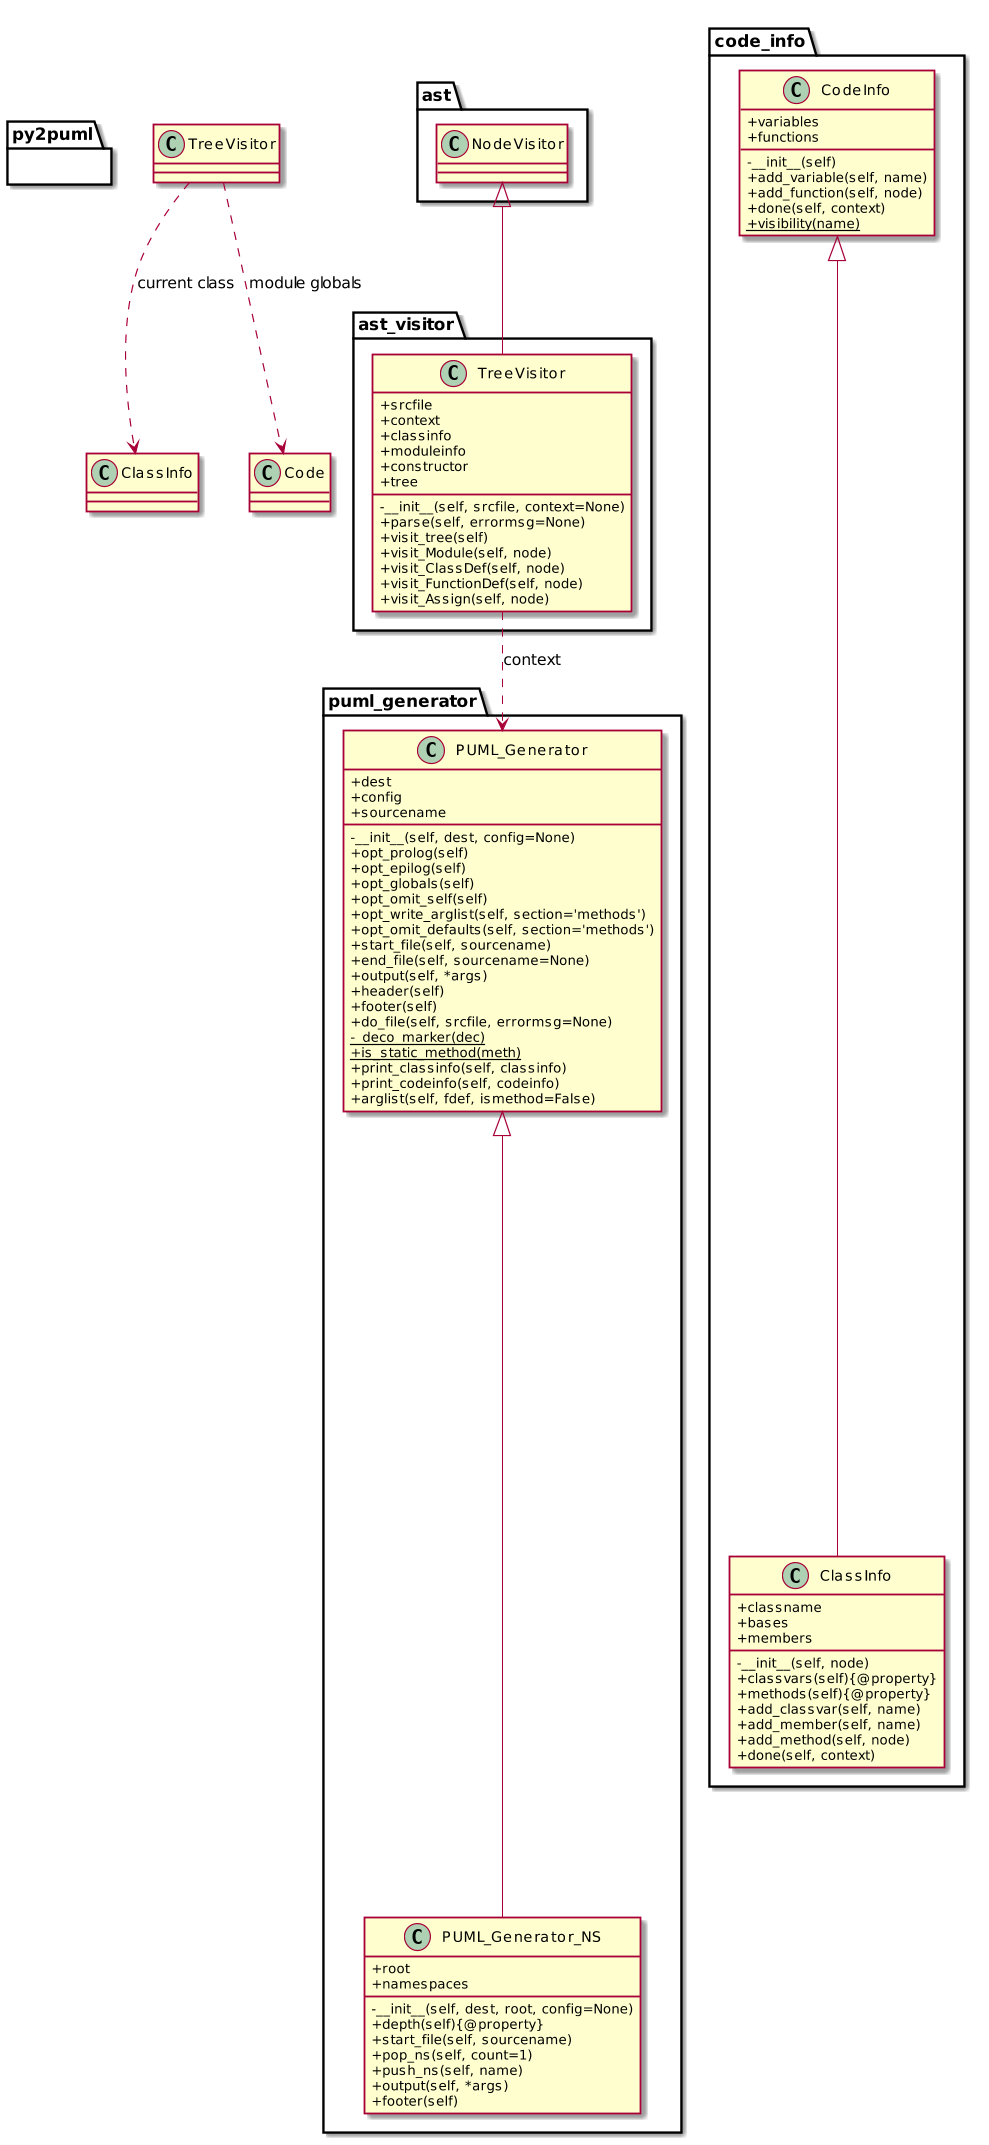 py2puml
C TreeVisitor
current class
module globals
C ClassInfo
C Code
ast
C NodeVisitor
ast_visitor
C TreeVisitor
+srcfile
+context
+classinfo
+moduleinfo
+constructor
+tree
-__init__(self, srcfile, context=None)
+parse(self, errormsg=None)
+visit_tree(self)
+visit_Module(self, node)
+visit_ClassDef(self, node)
+visit_FunctionDef(self, node)
+visit_Assign(self, node)
context
puml_generator
C PUML_Generator
+dest
+config
+sourcename
-__init__(self, dest, config=None)
+opt_prolog(self)
+opt_epilog(self)
+opt_globals(self)
+opt_omit_self(self)
+opt_write_arglist(self, section='methods')
+opt_omit_defaults(self, section='methods')
+start_file(self, sourcename)
+end_file(self, sourcename=None)
+output(self, *args)
+header(self)
+footer(self)
+do_file(self, srcfile, errormsg=None)
-_deco_marker(dec)
+is_static_method(meth)
+print_classinfo(self, classinfo)
+print_codeinfo(self, codeinfo)
+arglist(self, fdef, ismethod=False)
C PUML_Generator_NS
+root
+namespaces
-__init__(self, dest, root, config=None)
+depth(self){@property}
+start_file(self, sourcename)
+pop_ns(self, count=1)
+push_ns(self, name)
+output(self, *args)
+footer(self)
code_info
C CodeInfo
+variables
+functions
-__init__(self)
+add_variable(self, name)
+add_function(self, node)
+done(self, context)
+visibility(name)
C ClassInfo
+classname
+bases
+members
-__init__(self, node)
+classvars(self){@property}
+methods(self){@property}
+add_classvar(self, name)
+add_member(self, name)
+add_method(self, node)
+done(self, context)